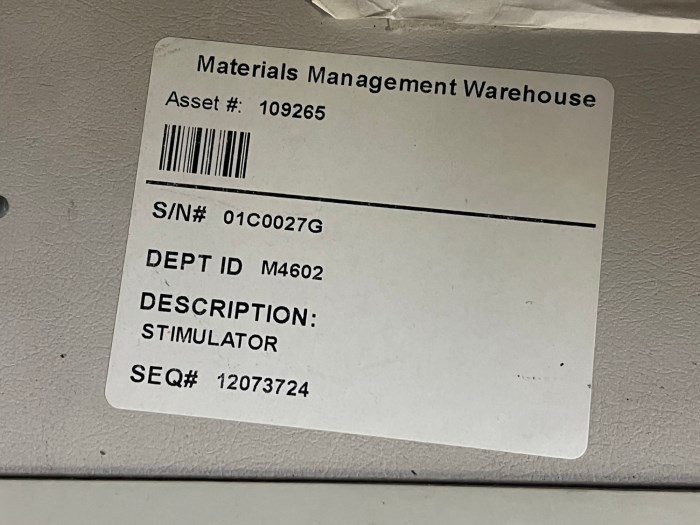 Materials Management Warehouse
Asset #: 109265
S/N# 01C0027G
DEPT ID M4602
DESCRIPTION:
STIMULATOR
SEQ# 12073724